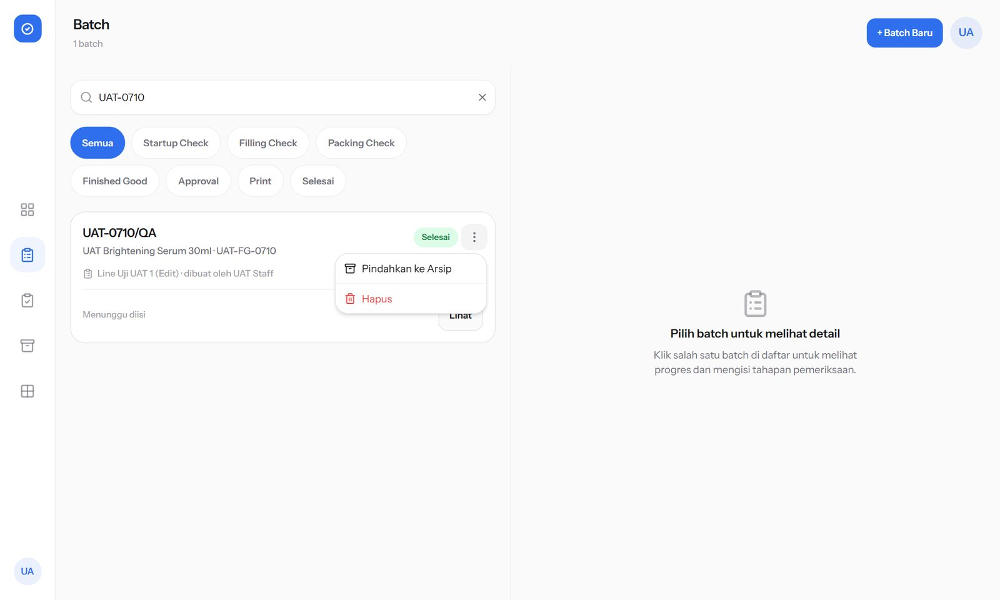 Batch
1 batch
+ Batch Baru
UA
UAT-0710
Semua
Startup Check
Filling Check
Packing Check
Finished Good
Approval
Print
Selesai
UAT-0710/QA
Selesai
UAT Brightening Serum 30ml · UAT-FG-0710
Line Uji UAT 1 (Edit) · dibuat oleh UAT Staff
Pindahkan ke Arsip
Hapus
Menunggu diisi
Lihat
Pilih batch untuk melihat detail
Klik salah satu batch di daftar untuk melihat
progres dan mengisi tahapan pemeriksaan.
UA